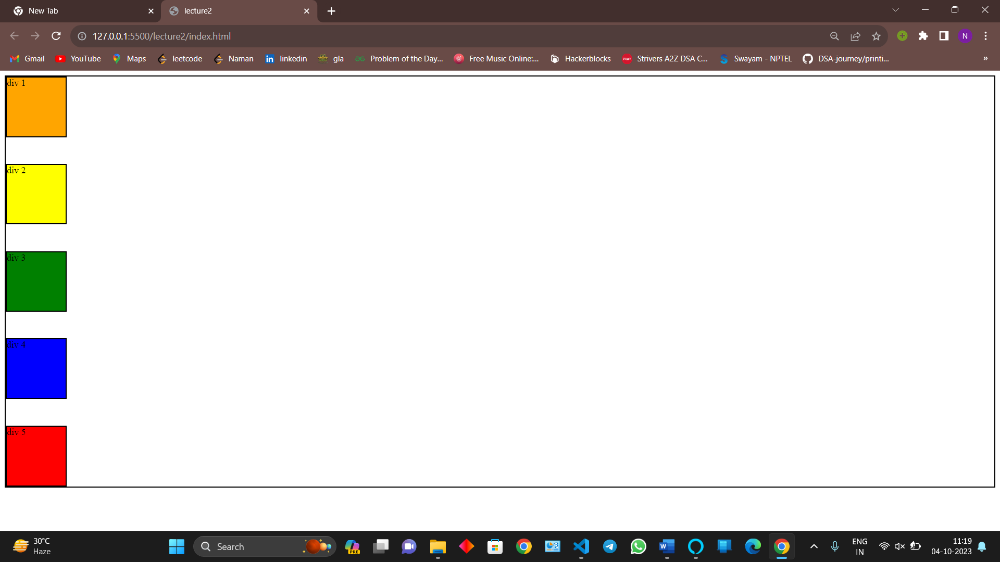 New Tab
lecture2
127.0.0.1:5500/lecture2/index.html
N
Gmail
YouTube
Maps
leetcode
Naman
linkedin
gla
Problem of the Day...
Free Music Online:...
Hackerblocks
TUF
Strivers A2Z DSA C...
Swayam - NPTEL
DSA-journey/printi...
»
div 1
div 2
div 3
div 4
div 5
30°C
Haze
Search
PRE
W
ENG
IN
11:19
04-10-2023